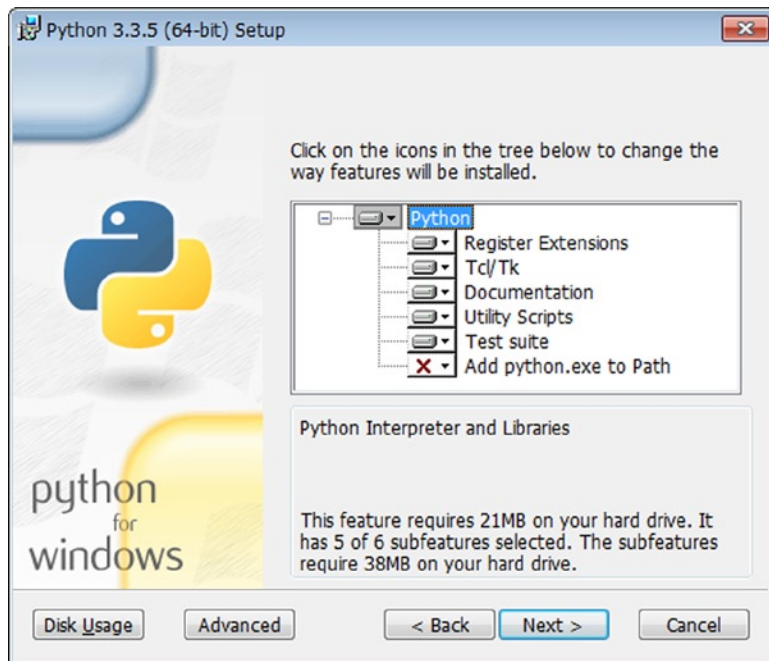 Python 3.3.5 (64-bit) Setup
Click on the icons in the tree below to change the
way features will be installed.
Python
Register Extensions
Tcl/Tk
Documentation
Utility Scripts
Test suite
Add python.exe to Path
Python Interpreter and Libraries
This feature requires 21MB on your hard drive. It
has 5 of 6 subfeatures selected. The subfeatures
require 38MB on your hard drive.
python
for
windows
Disk Usage
Advanced
< Back
Next >
Cancel